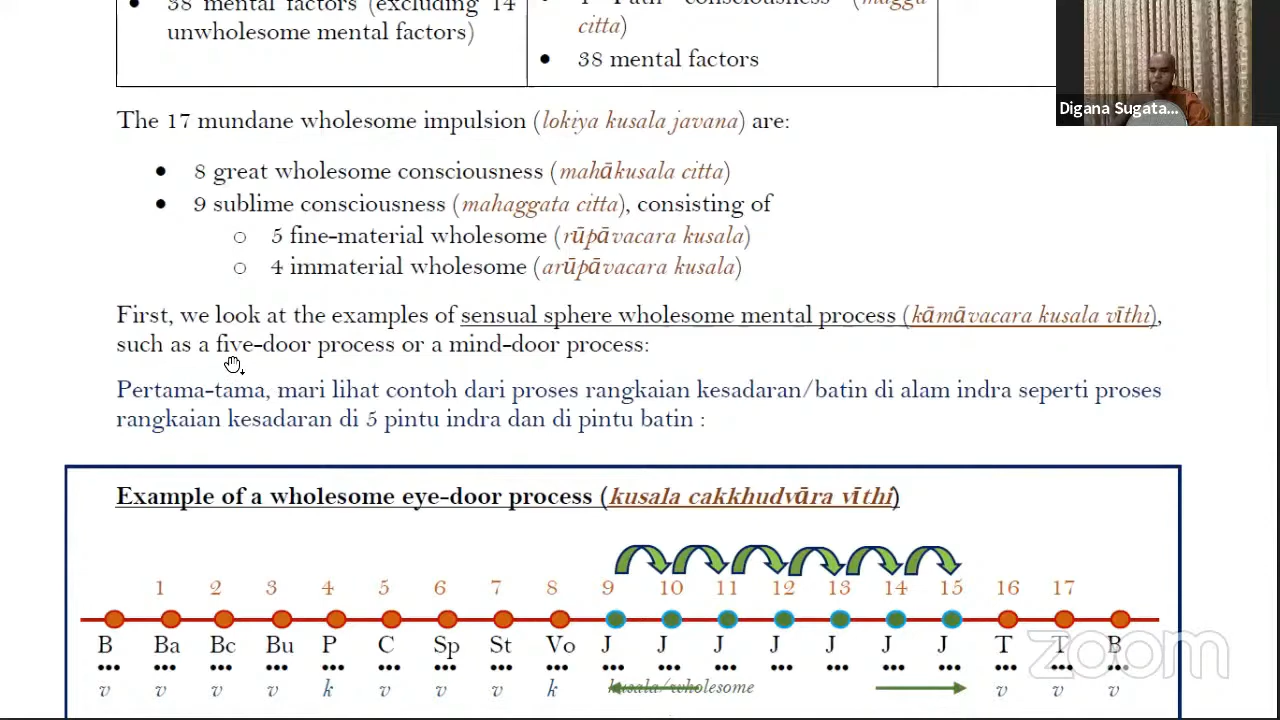 38 mental factors (excluding 14
unwholesome mental factors)
citta)
38 mental factors
Digana Sugata...
The 17 mundane wholesome impulsion (lokiya kusala javana) are:
8 great wholesome consciousness (mahākusala citta)
9 sublime consciousness (mahaggata citta), consisting of
5 fine-material wholesome (rūpāvacara kusala)
4 immaterial wholesome (arūpāvacara kusala)
First, we look at the examples of sensual sphere wholesome mental process (kāmāvacara kusala vīthi),
such as a five-door process or a mind-door process:
Pertama-tama, mari lihat contoh dari proses rangkaian kesadaran/batin di alam indra seperti proses
rangkaian kesadaran di 5 pintu indra dan di pintu batin :
Example of a wholesome eye-door process (kusala cakkhudvāra vīthi)
1 2 3 4 5 6 7 8 9 10 11 12 13 14 15 16 17
B Ba Bc Bu P C Sp St Vo J J J J J J J T T B
v v v v k v v v k kusala/wholesome v v v
zoom